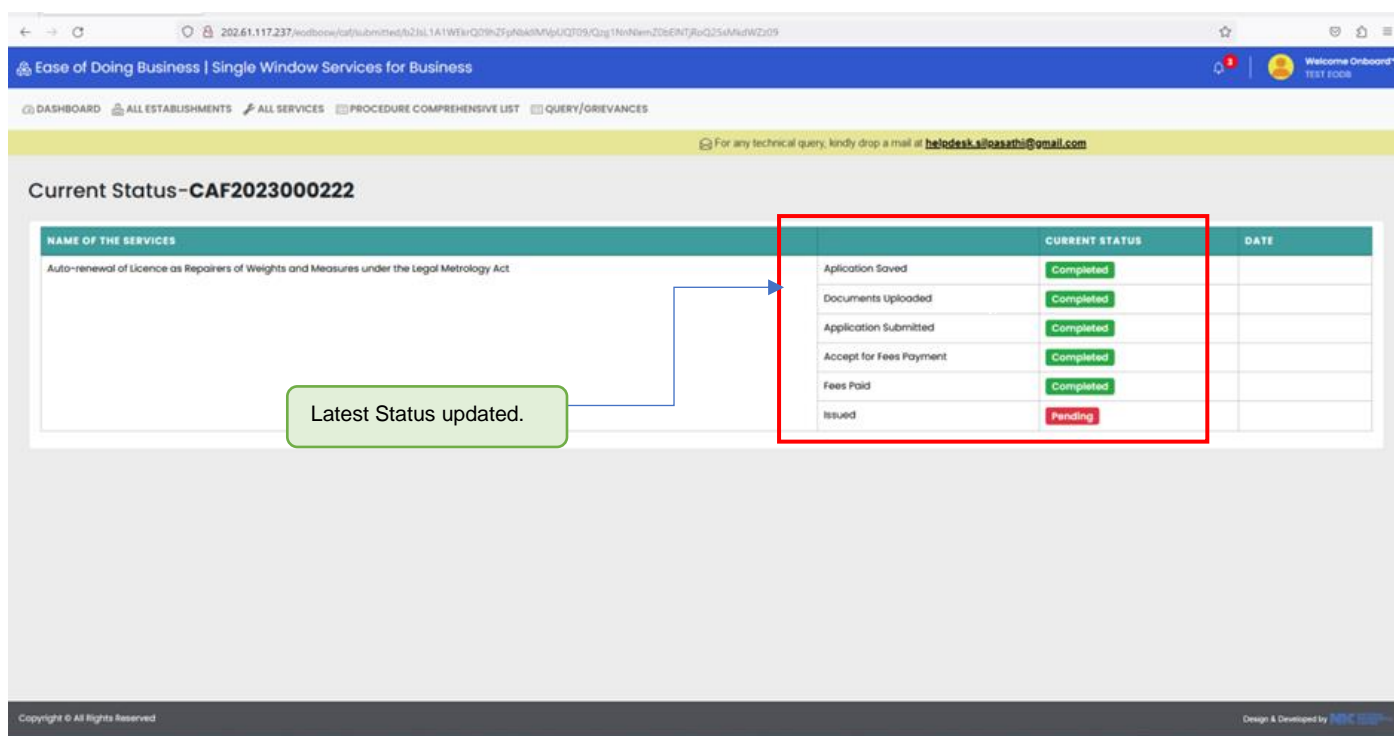 202.61.117.237
Ease of Doing Business | Single Window Services for Business
3
Welcome Onboard
TEST EODB
DASHBOARD ALL ESTABLISHMENTS ALL SERVICES PROCEDURE COMPREHENSIVE LIST QUERY/GRIEVANCES
For any technical query, kindly drop a mail at helpdesk.silpasathi@gmail.com
Current Status-CAF2023000222
NAME OF THE SERVICES CURRENT STATUS DATE
Auto-renewal of Licence as Repairers of Weights and Measures under the Legal Metrology Act Aplication Saved Completed
Documents Uploaded Completed
Application Submitted Completed
Accept for Fees Payment Completed
Fees Paid Completed
Issued Pending
Latest Status updated.
Copyright © All Rights Reserved
Design & Developed by NIC